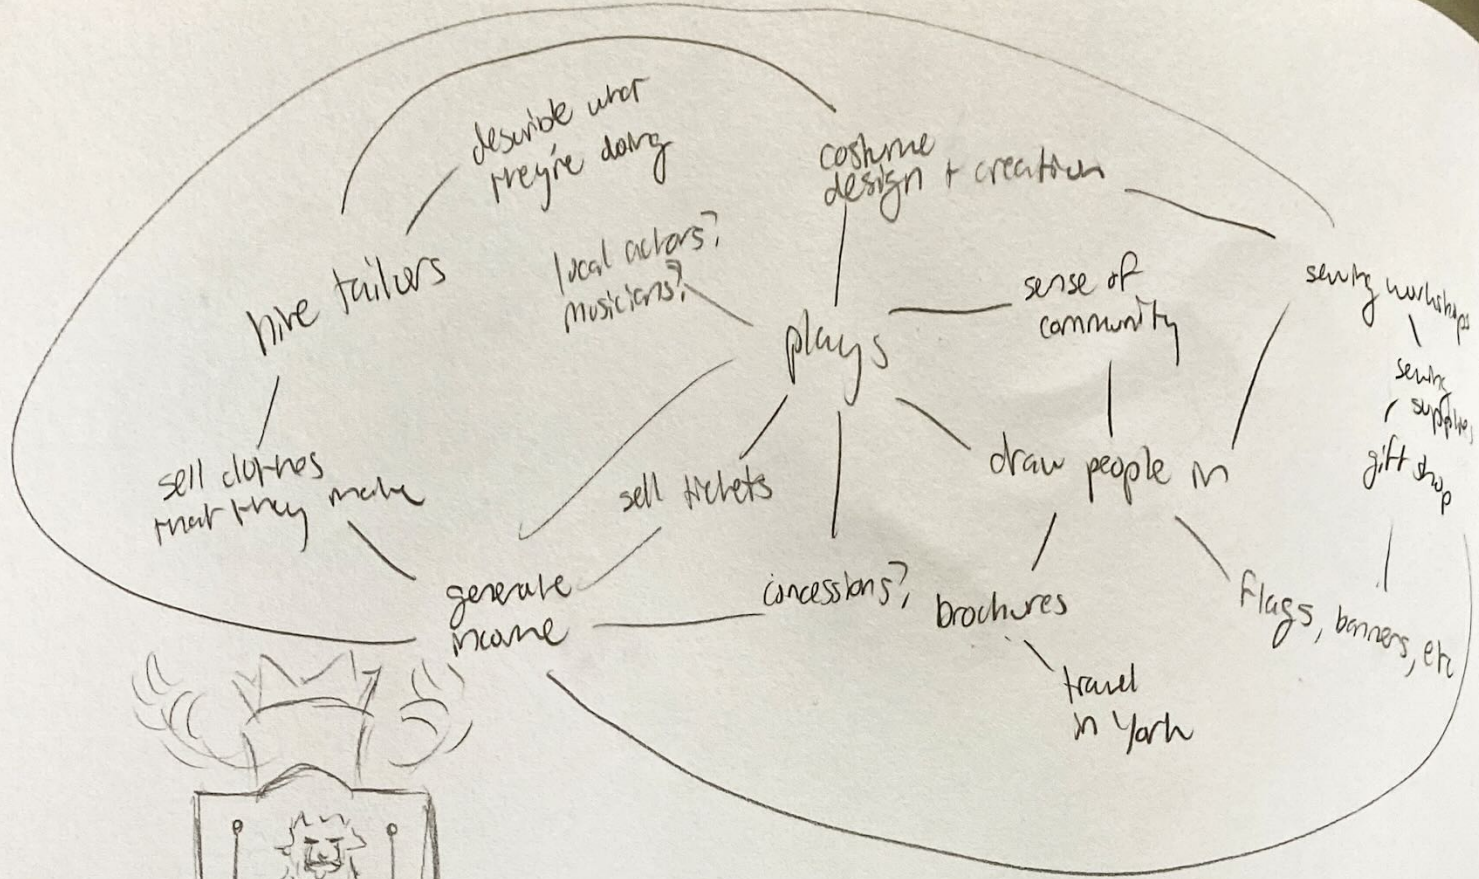 describe what
they're doing
costume
design + creation
local actors?
musicians?
hire tailors
sense of
community
sewing workshops
plays
sewing
supplies
gift shop
draw people in
sell clothes
that they make
sell tickets
generate
income
concessions?
brochures
flags, banners, etc
travel
in York